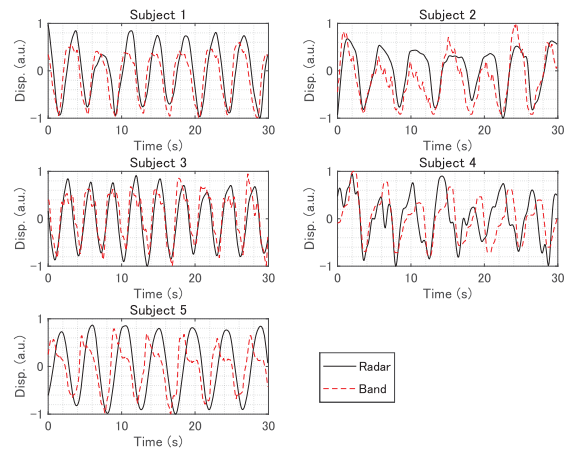 Subject 1
Disp. (a.u.)
1
0
−1
0
10
20
30
Time (s)
Subject 2
Disp. (a.u.)
1
0
−1
0
10
20
30
Time (s)
Subject 3
Disp. (a.u.)
1
0
−1
0
10
20
30
Time (s)
Subject 4
Disp. (a.u.)
1
0
−1
0
10
20
30
Time (s)
Subject 5
Disp. (a.u.)
1
0
−1
0
10
20
30
Time (s)
Radar
Band